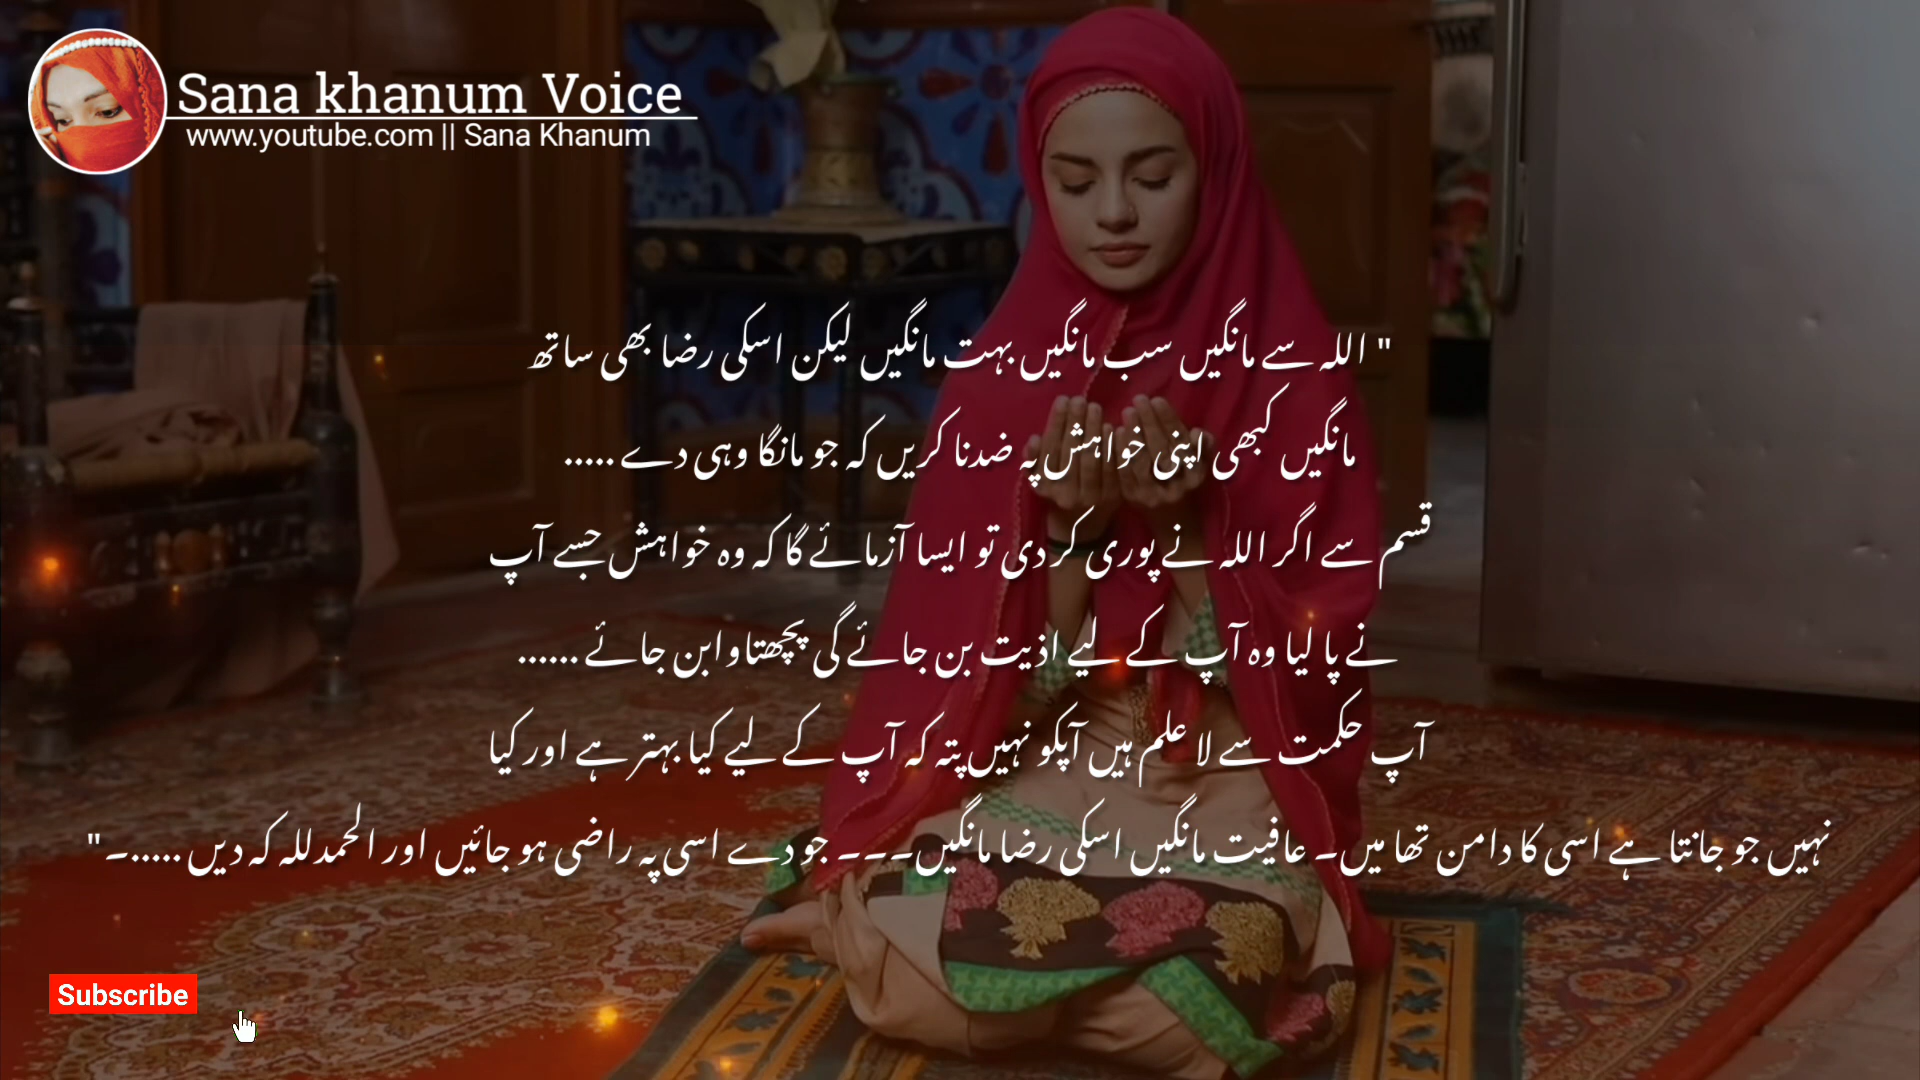 Sana khanum Voice
www.youtube.com || Sana Khanum
" اللہ سے مانگیں سب مانگیں بہت مانگیں لیکن اسکی رضا بھی ساتھ
مانگیں کبھی اپنی خواہش پہ ضدنا کریں کہ جو مانگا وہی دے .....
قسم سے اگر اللہ نے پوری کر دی تو ایسا آزمائے گا کہ وہ خواہش جسے آپ
نے پا لیا وہ آپ کے لیے اذیت بن جائے گی پچھتاوا بن جائے ......
آپ حکمت سے لا علم ہیں آپکو نہیں پتہ کہ آپ کے لیے کیا بہتر ہے اور کیا
نہیں جو جانتا ہے اسی کا دامن تھا میں۔ عافیت مانگیں اسکی رضا مانگیں۔۔۔ جو دے اسی پہ راضی ہو جائیں اور الحمدللہ کہ دیں .....۔"
Subscribe